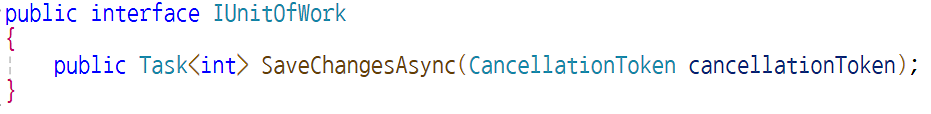 public interface IUnitOfWork
{
    public Task<int> SaveChangesAsync(CancellationToken cancellationToken);
}